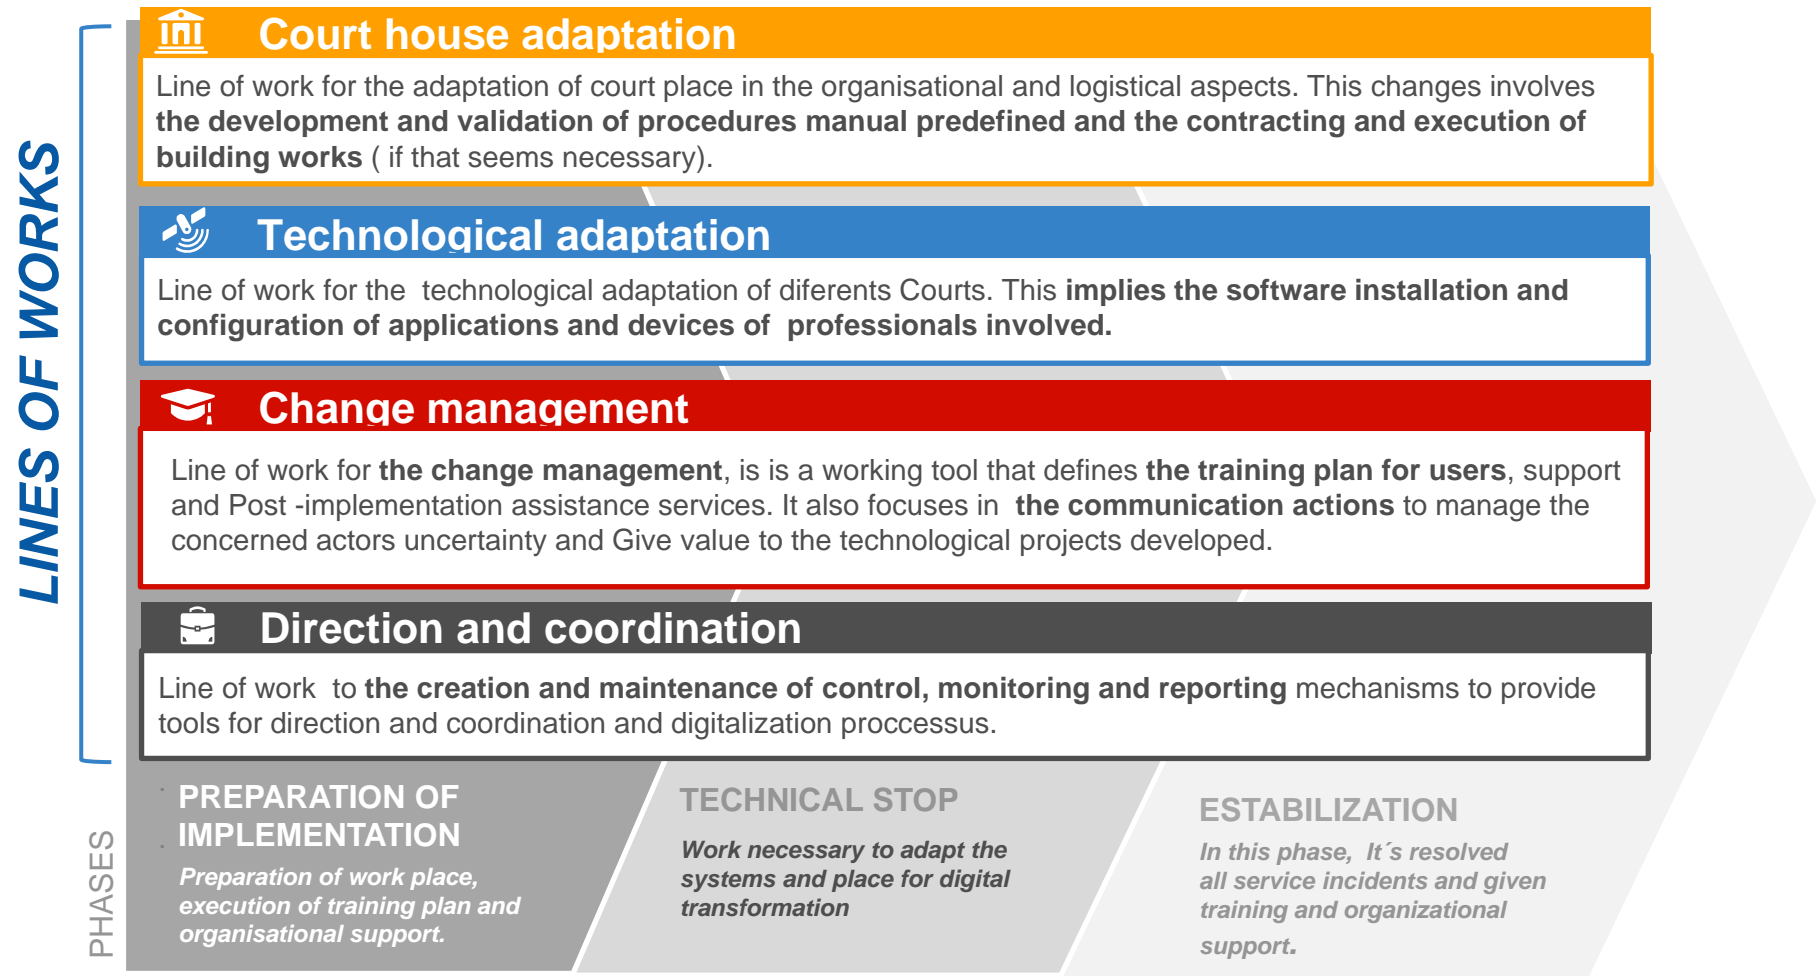 LINES OF WORKS
Court house adaptation
Line of work for the adaptation of court place in the organisational and logistical aspects. This changes involves
the development and validation of procedures manual predefined and the contracting and execution of
building works ( if that seems necessary).
Technological adaptation
Line of work for the technological adaptation of diferents Courts. This implies the software installation and
configuration of applications and devices of professionals involved.
Change management
Line of work for the change management, is is a working tool that defines the training plan for users, support
and Post -implementation assistance services. It also focuses in the communication actions to manage the
concerned actors uncertainty and Give value to the technological projects developed.
Direction and coordination
Line of work to the creation and maintenance of control, monitoring and reporting mechanisms to provide
tools for direction and coordination and digitalization proccessus.
PHASES
PREPARATION OF
IMPLEMENTATION
Preparation of work place,
execution of training plan and
organisational support.
TECHNICAL STOP
Work necessary to adapt the
systems and place for digital
transformation
ESTABILIZATION
In this phase, It´s resolved
all service incidents and given
training and organizational
support.